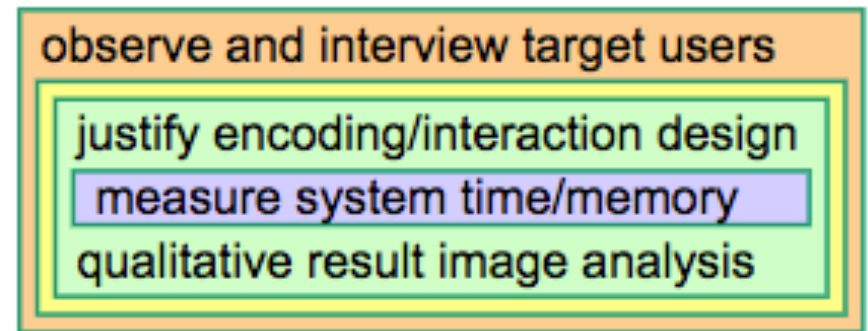 observe and interview target users
justify encoding/interaction design
measure system time/memory
qualitative result image analysis